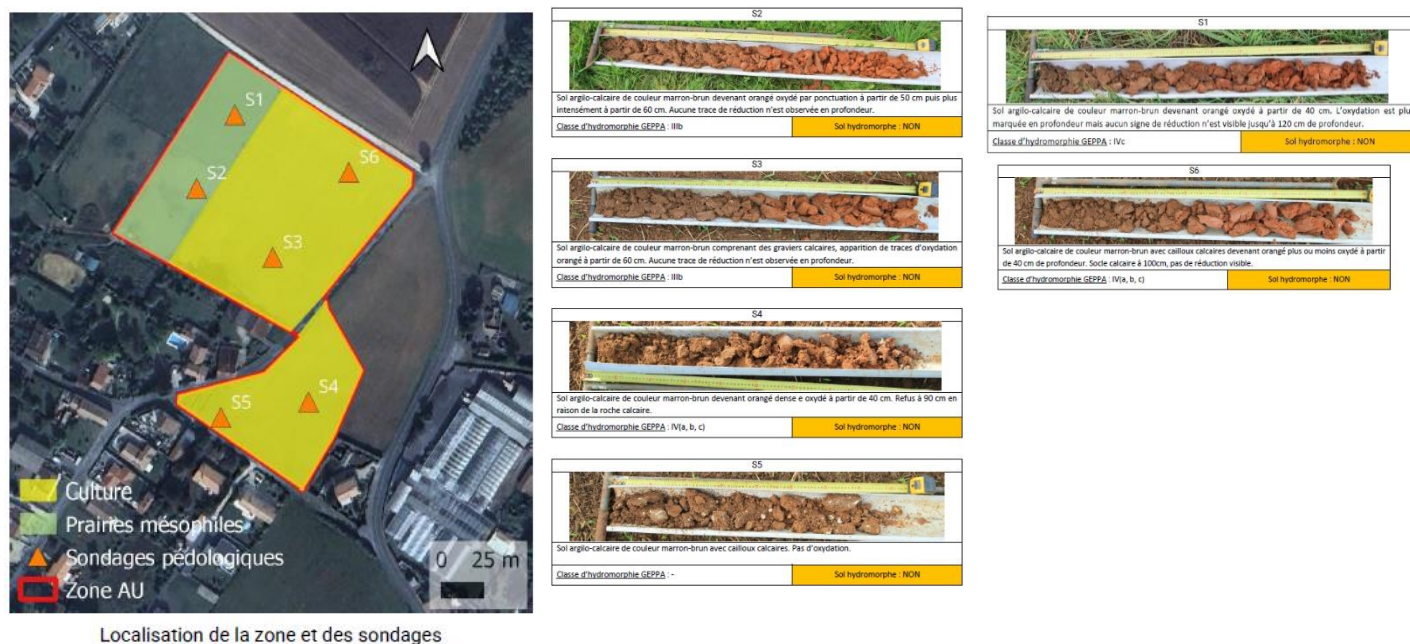 S1
S2
S6
S3
S4
S5
Culture
Prairies mésophiles
Sondages pédologiques
Zone AU
0 25 m
Localisation de la zone et des sondages
S2
Sol argilo-calcaire de couleur marron-brun devenant orangé oxydé par ponctuation à partir de 50 cm puis plus
intensément à partir de 60 cm. Aucune trace de réduction n'est observée en profondeur.
Classe d'hydromorphie GEPPA : IIIb Sol hydromorphe : NON
S3
Sol argilo-calcaire de couleur marron-brun comprenant des graviers calcaires, apparition de traces d'oxydation
orangé à partir de 60 cm. Aucune trace de réduction n'est observée en profondeur.
Classe d'hydromorphie GEPPA : IIIb Sol hydromorphe : NON
S4
Sol argilo-calcaire de couleur marron-brun devenant orangé dense e oxydé à partir de 40 cm. Refus à 90 cm en
raison de la roche calcaire.
Classe d'hydromorphie GEPPA : IV(a, b, c) Sol hydromorphe : NON
S5
Sol argilo-calcaire de couleur marron-brun avec cailloux calcaires. Pas d'oxydation.
Classe d'hydromorphie GEPPA : - Sol hydromorphe : NON
S1
Sol argilo-calcaire de couleur marron-brun devenant orangé oxydé à partir de 40 cm. L'oxydation est plu
marquée en profondeur mais aucun signe de réduction n'est visible jusqu'à 120 cm de profondeur.
Classe d'hydromorphie GEPPA : IVc Sol hydromorphe : NON
S6
Sol argilo-calcaire de couleur marron-brun avec cailloux calcaires devenant orangé plus ou moins oxydé à partir
de 40 cm de profondeur. Socle calcaire à 100cm, pas de réduction visible.
Classe d'hydromorphie GEPPA : IV(a, b, c) Sol hydromorphe : NON